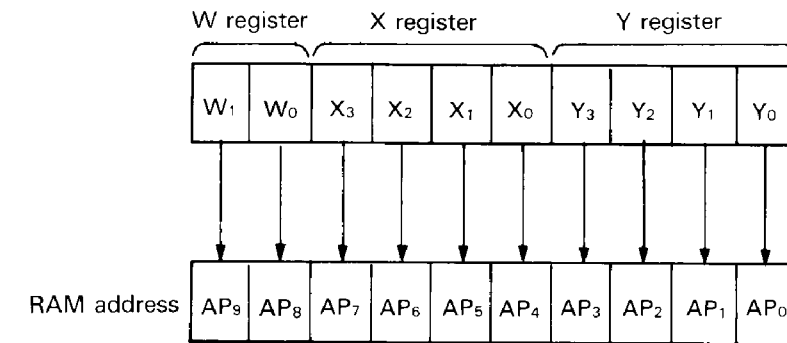 W register X register Y register
W₁ W₀ X₃ X₂ X₁ X₀ Y₃ Y₂ Y₁ Y₀
RAM address AP₉ AP₈ AP₇ AP₆ AP₅ AP₄ AP₃ AP₂ AP₁ AP₀